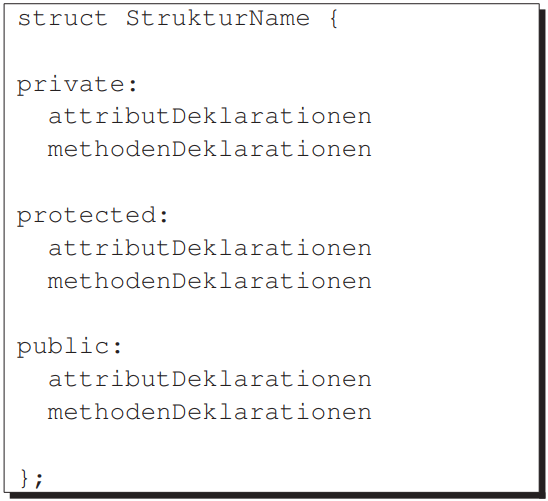 struct StrukturName {
private:
attributDeklarationen
methodenDeklarationen
protected:
attributDeklarationen
methodenDeklarationen
public:
attributDeklarationen
methodenDeklarationen
};